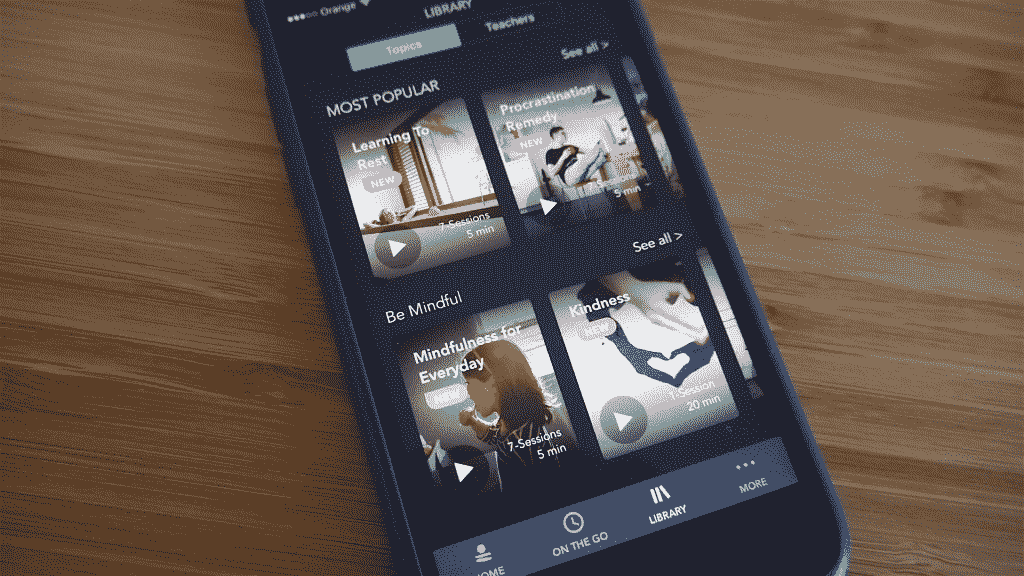 Orange
LIBRARY
Topics
Teachers
MOST POPULAR
See all >
Learning To
Rest
NEW
7-Sessions
5 min
Procrastination
Remedy
NEW
5 min
Be Mindful
See all >
Mindfulness for
Everyday
NEW
7-Sessions
5 min
Kindness
NEW
1-Session
20 min
HOME
ON THE GO
LIBRARY
MORE